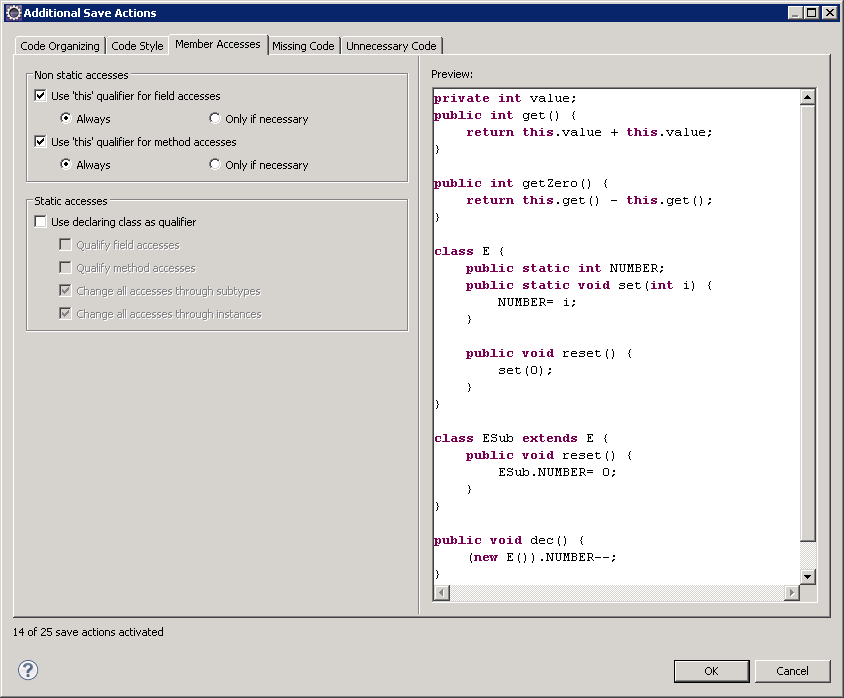 Additional Save Actions
Code Organizing Code Style Member Accesses Missing Code Unnecessary Code
Non static accesses
Use 'this' qualifier for field accesses
Always Only if necessary
Use 'this' qualifier for method accesses
Always Only if necessary
Static accesses
Use declaring class as qualifier
Qualify field accesses
Qualify method accesses
Change all accesses through subtypes
Change all accesses through instances
Preview:
private int value;
public int get() {
    return this.value + this.value;
}

public int getZero() {
    return this.get() - this.get();
}

class E {
    public static int NUMBER;
    public static void set(int i) {
        NUMBER= i;
    }

    public void reset() {
        set(0);
    }
}

class ESub extends E {
    public void reset() {
        ESub.NUMBER= 0;
    }
}

public void dec() {
    (new E()).NUMBER--;
}
14 of 25 save actions activated
?
OK Cancel